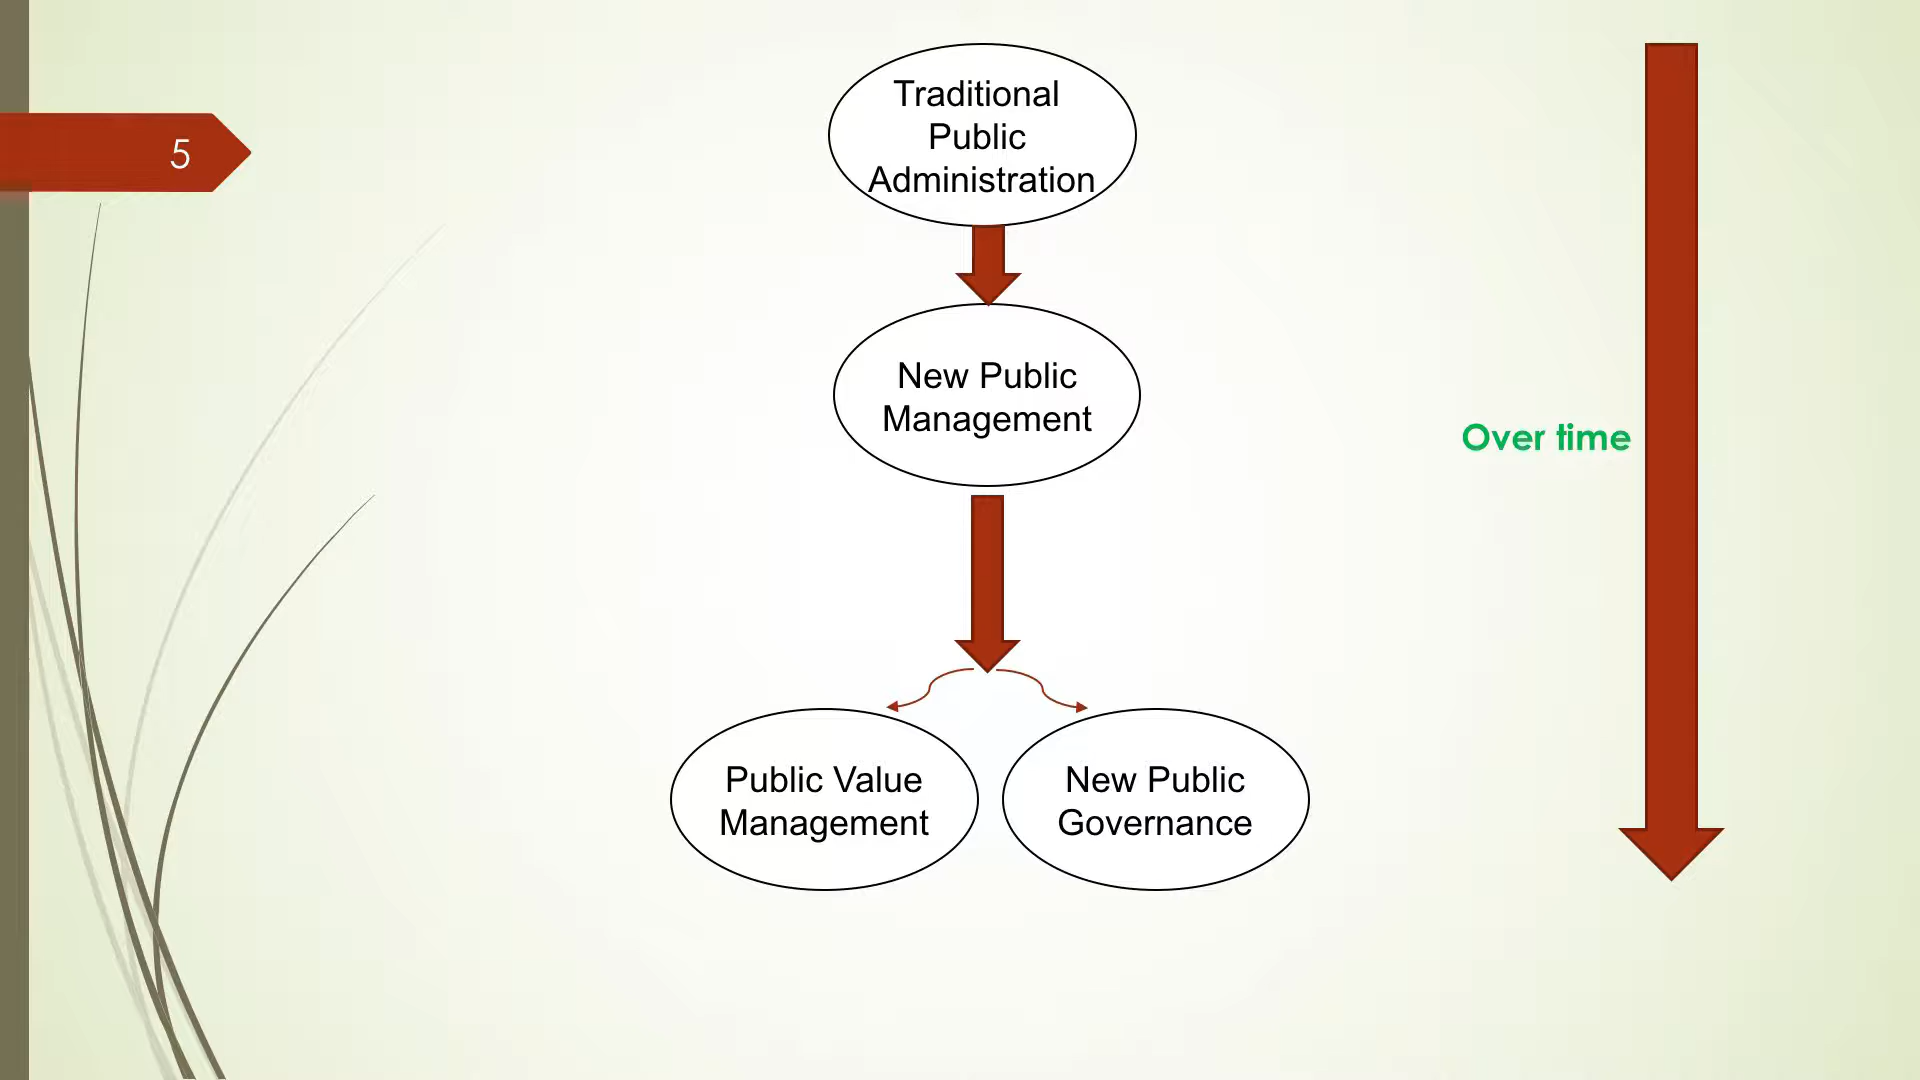 5
Traditional
Public
Administration
New Public
Management
Over time
Public Value
Management
New Public
Governance